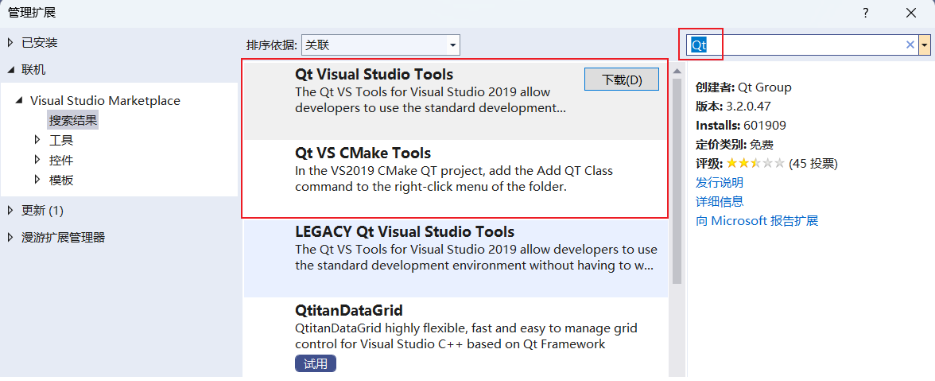 管理扩展
? ×
已安装
联机
Visual Studio Marketplace
搜索结果
工具
控件
模板
更新 (1)
漫游扩展管理器
排序依据: 关联
Qt Visual Studio Tools
下载(D)
The Qt VS Tools for Visual Studio 2019 allow
developers to use the standard development...
Qt VS CMake Tools
In the VS2019 CMake QT project, add the Add QT Class
command to the right-click menu of the folder.
LEGACY Qt Visual Studio Tools
The Qt VS Tools for Visual Studio 2019 allow developers to use
the standard development environment without having to w...
QtitanDataGrid
QtitanDataGrid highly flexible, fast and easy to manage grid
control for Visual Studio C++ based on Qt Framework
试用
Qt
创建者: Qt Group
版本: 3.2.0.47
Installs: 601909
定价类别: 免费
评级: (45 投票)
发行说明
详细信息
向 Microsoft 报告扩展